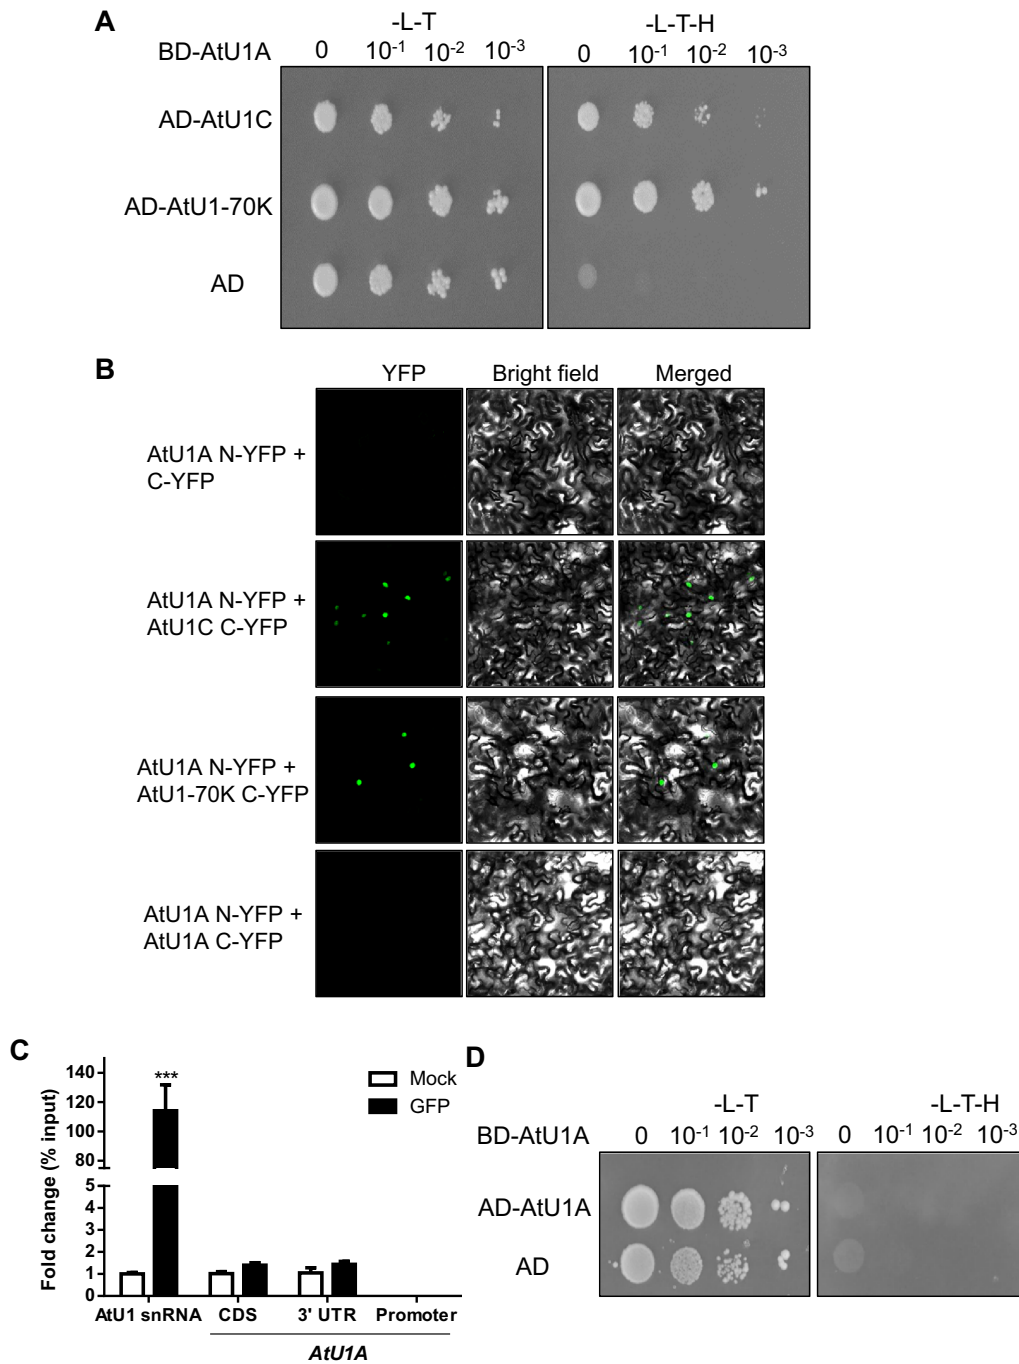 A
-L-T
-L-T-H
BD-AtU1A 0 10-1 10-2 10-3 0 10-1 10-2 10-3
AD-AtU1C
AD-AtU1-70K
AD
B
YFP Bright field Merged
AtU1A N-YFP +
C-YFP
AtU1A N-YFP +
AtU1C C-YFP
AtU1A N-YFP +
AtU1-70K C-YFP
AtU1A N-YFP +
AtU1A C-YFP
C
Fold change (% input)
140
120
100
80
5
4
3
2
1
0
***
Mock
GFP
AtU1 snRNA CDS 3' UTR Promoter
AtU1A
D
-L-T
-L-T-H
BD-AtU1A 0 10-1 10-2 10-3 0 10-1 10-2 10-3
AD-AtU1A
AD